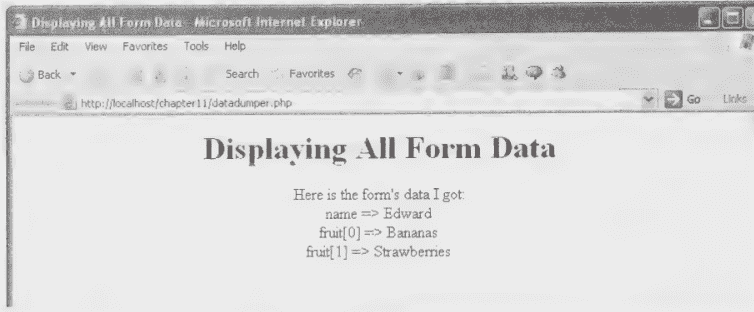 Displaying All Form Data - Microsoft Internet Explorer
File Edit View Favorites Tools Help
Back Search Favorites
http://localhost/chapter11/datadumper.php Go Links
Displaying All Form Data
Here is the form's data I got:
name => Edward
fruit[0] => Bananas
fruit[1] => Strawberries